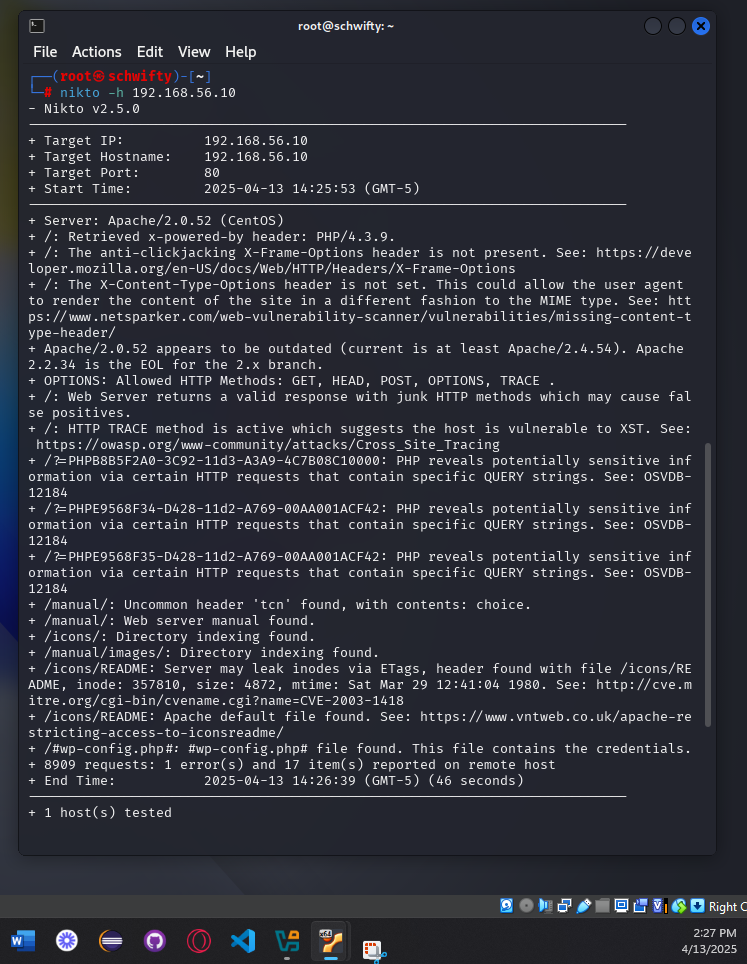 root@schwifty: ~
File Actions Edit View Help
┌──(root㉿schwifty)-[~]
└─# nikto -h 192.168.56.10
- Nikto v2.5.0
---------------------------------------------------------------------------
+ Target IP:          192.168.56.10
+ Target Hostname:    192.168.56.10
+ Target Port:        80
+ Start Time:         2025-04-13 14:25:53 (GMT-5)
---------------------------------------------------------------------------
+ Server: Apache/2.0.52 (CentOS)
+ /: Retrieved x-powered-by header: PHP/4.3.9.
+ /: The anti-clickjacking X-Frame-Options header is not present. See: https://deve
loper.mozilla.org/en-US/docs/Web/HTTP/Headers/X-Frame-Options
+ /: The X-Content-Type-Options header is not set. This could allow the user agent
to render the content of the site in a different fashion to the MIME type. See: htt
ps://www.netsparker.com/web-vulnerability-scanner/vulnerabilities/missing-content-t
ype-header/
+ Apache/2.0.52 appears to be outdated (current is at least Apache/2.4.54). Apache
2.2.34 is the EOL for the 2.x branch.
+ OPTIONS: Allowed HTTP Methods: GET, HEAD, POST, OPTIONS, TRACE .
+ /: Web Server returns a valid response with junk HTTP methods which may cause fal
se positives.
+ /: HTTP TRACE method is active which suggests the host is vulnerable to XST. See:
https://owasp.org/www-community/attacks/Cross_Site_Tracing
+ /?=PHPB8B5F2A0-3C92-11d3-A3A9-4C7B08C10000: PHP reveals potentially sensitive inf
ormation via certain HTTP requests that contain specific QUERY strings. See: OSVDB-
12184
+ /?=PHPE9568F34-D428-11d2-A769-00AA001ACF42: PHP reveals potentially sensitive inf
ormation via certain HTTP requests that contain specific QUERY strings. See: OSVDB-
12184
+ /?=PHPE9568F35-D428-11d2-A769-00AA001ACF42: PHP reveals potentially sensitive inf
ormation via certain HTTP requests that contain specific QUERY strings. See: OSVDB-
12184
+ /manual/: Uncommon header 'tcn' found, with contents: choice.
+ /manual/: Web server manual found.
+ /icons/: Directory indexing found.
+ /manual/images/: Directory indexing found.
+ /icons/README: Server may leak inodes via ETags, header found with file /icons/RE
ADME, inode: 357810, size: 4872, mtime: Sat Mar 29 12:41:04 1980. See: http://cve.m
itre.org/cgi-bin/cvename.cgi?name=CVE-2003-1418
+ /icons/README: Apache default file found. See: https://www.vntweb.co.uk/apache-re
stricting-access-to-iconsreadme/
+ /#wp-config.php#: #wp-config.php# file found. This file contains the credentials.
+ 8909 requests: 1 error(s) and 17 item(s) reported on remote host
+ End Time:           2025-04-13 14:26:39 (GMT-5) (46 seconds)
---------------------------------------------------------------------------
+ 1 host(s) tested
Right C
2:27 PM
4/13/2025